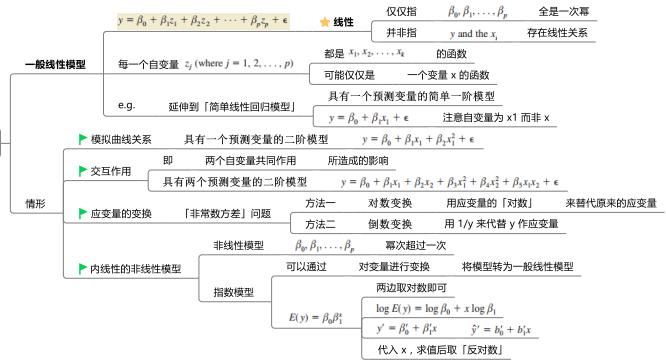 一般线性模型
y = β₀ + β₁z₁ + β₂z₂ + ⋯ + βₚzₚ + ϵ
线性
仅仅指 β₀, β₁, . . . , βₚ 全是一次幂
并非指 y and the xᵢ 存在线性关系
每一个自变量 zⱼ (where j = 1, 2, . . . , p)
都是 x₁, x₂, . . . , xₖ 的函数
可能仅仅是 一个变量 x 的函数
e.g. 延伸到「简单线性回归模型」
具有一个预测变量的简单一阶模型
y = β₀ + β₁x₁ + ϵ 注意自变量为 x1 而非 x
情形
模拟曲线关系 具有一个预测变量的二阶模型 y = β₀ + β₁x₁ + β₂x₁² + ϵ
交互作用
即 两个自变量共同作用 所造成的影响
具有两个预测变量的二阶模型 y = β₀ + β₁x₁ + β₂x₂ + β₃x₁² + β₄x₂² + β₅x₁x₂ + ϵ
应变量的变换 「非常数方差」问题
方法一 对数变换 用应变量的「对数」 来替代原来的应变量
方法二 倒数变换 用 1/y 来代替 y 作应变量
内线性的非线性模型
非线性模型 β₀, β₁, . . . , βₚ 幂次超过一次
指数模型
可以通过 对变量进行变换 将模型转为一般线性模型
E(y) = β₀β₁ˣ
两边取对数即可
log E(y) = log β₀ + x log β₁
y′ = β₀′ + β₁′x ŷ′ = b₀′ + b₁′x
代入 x，求值后取「反对数」